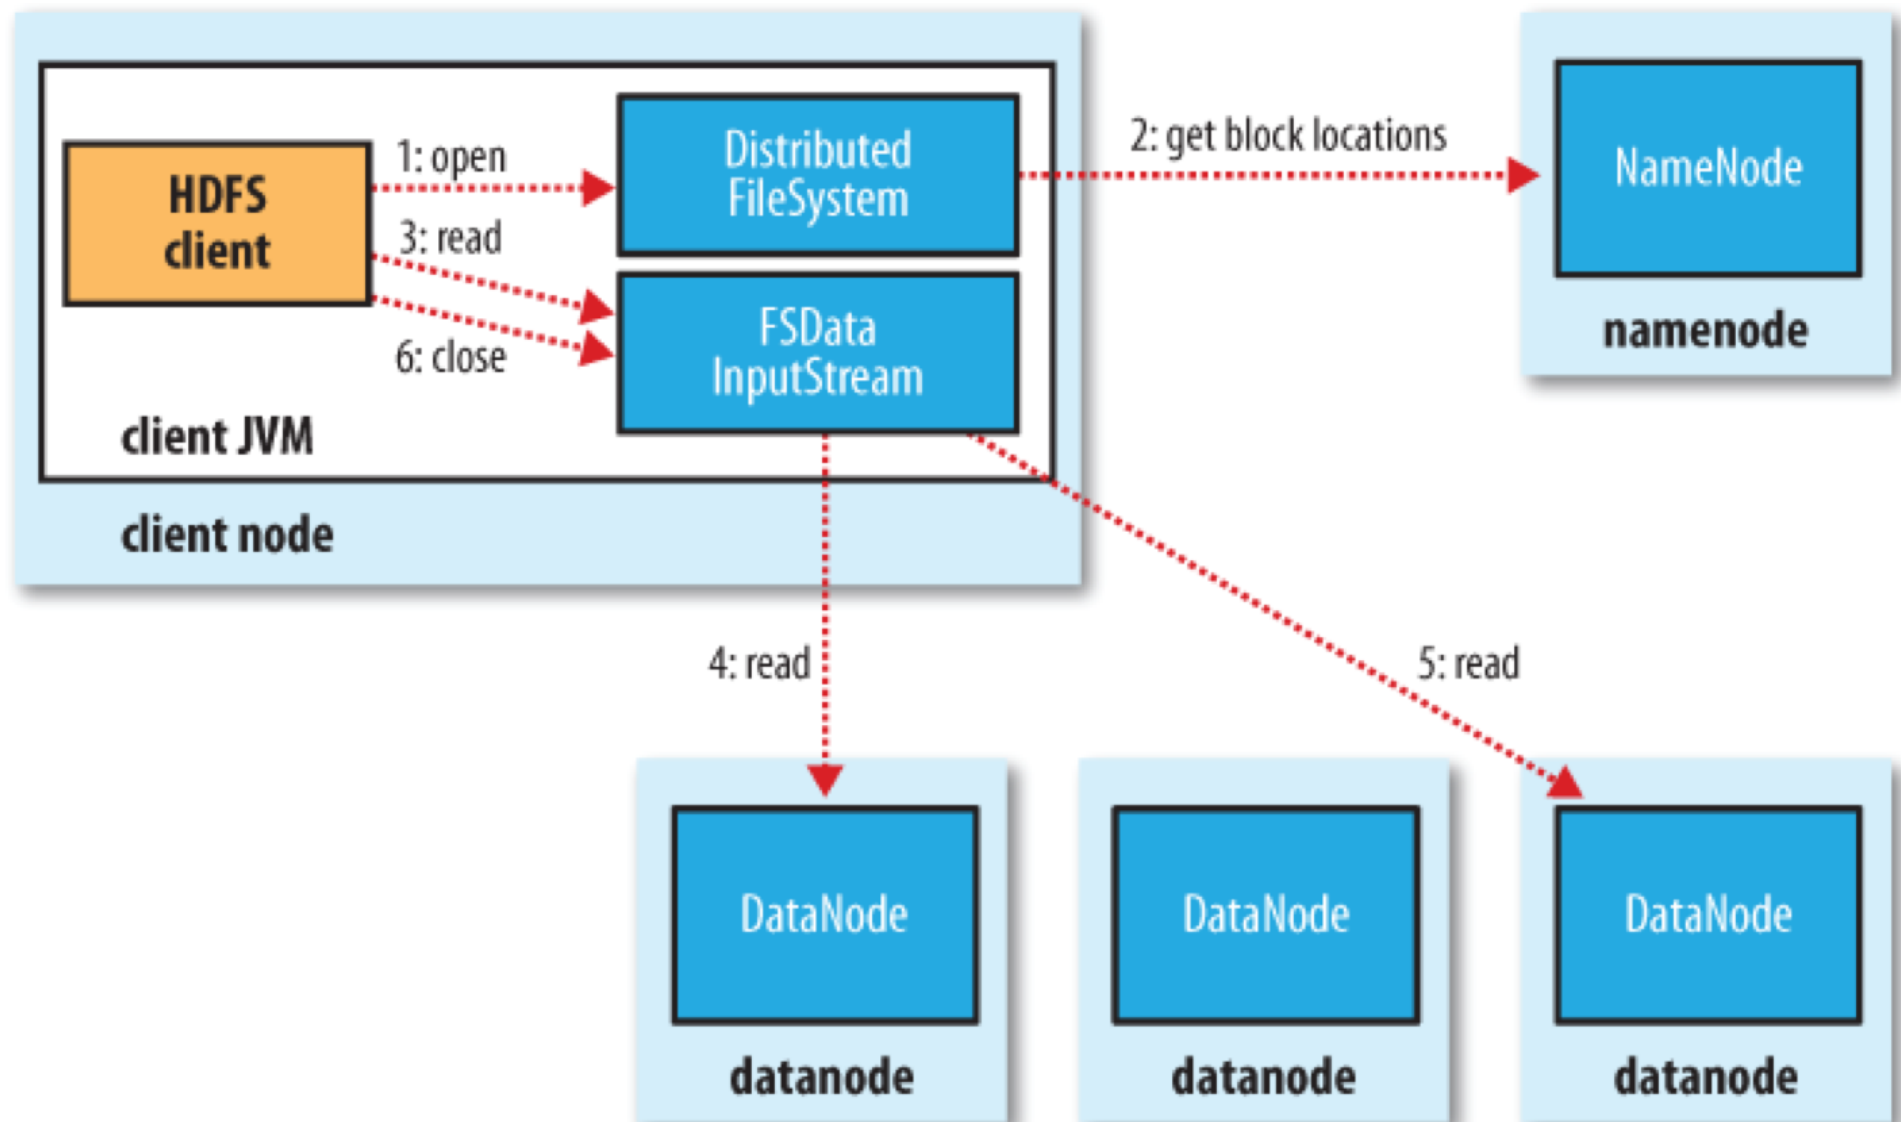 1: open
Distributed
FileSystem
2: get block locations
NameNode
HDFS
client
3: read
6: close
FSData
InputStream
namenode
client JVM
client node
4: read
5: read
DataNode
DataNode
DataNode
datanode
datanode
datanode